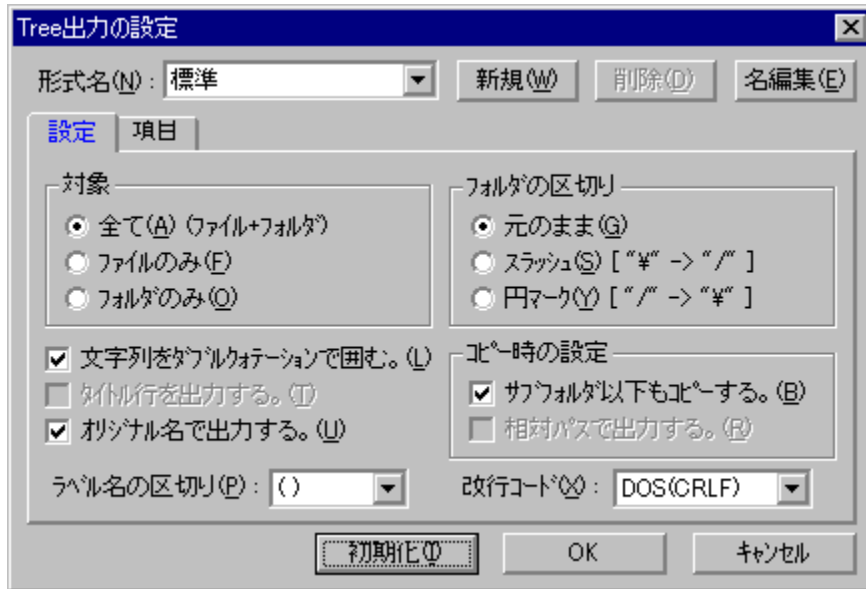 Tree出力の設定
形式名(N) : 標準 新規(W) 削除(D) 名編集(E)
設定 項目
対象
全て(A) (ﾌｧｲﾙ+ﾌｫﾙﾀﾞ)
ﾌｧｲﾙのみ(F)
ﾌｫﾙﾀﾞのみ(O)
ﾌｫﾙﾀﾞの区切り
元のまま(G)
ｽﾗｯｼｭ(S) [ "¥" -> "/" ]
円ﾏｰｸ(Y) [ "/" -> "¥" ]
文字列をﾀﾞﾌﾞﾙｸｫﾃｰｼｮﾝで囲む。(L)
ﾀｲﾄﾙ行を出力する。(T)
ｵﾘｼﾞﾅﾙ名で出力する。(U)
ｺﾋﾟｰ時の設定
ｻﾌﾞﾌｫﾙﾀﾞ以下もｺﾋﾟｰする。(B)
相対ﾊﾟｽで出力する。(R)
ﾗﾍﾞﾙ名の区切り(P) : ( )
改行ｺｰﾄﾞ(X) : DOS(CRLF)
初期化(I) OK ｷｬﾝｾﾙ